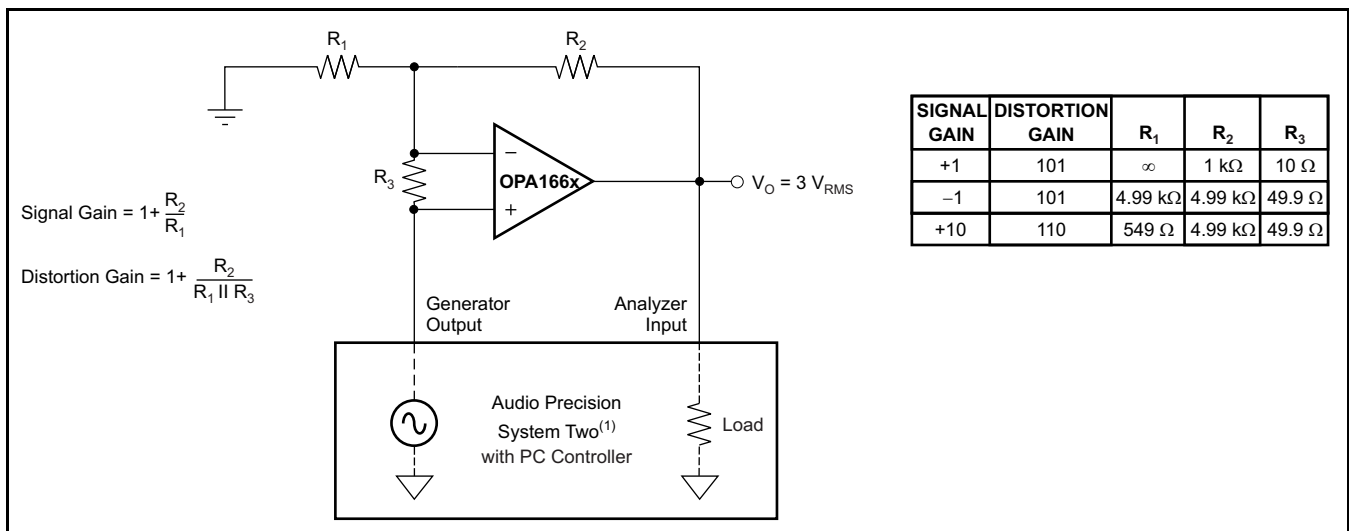 R1
R2
R3
−
OPA166x
+
VO = 3 VRMS
Signal Gain = 1+ R2/R1
Distortion Gain = 1+ R2/(R1 II R3)
Generator Output
Analyzer Input
Audio Precision
System Two(1)
with PC Controller
Load
SIGNAL GAIN DISTORTION GAIN R1 R2 R3
+1 101 ∞ 1 kΩ 10 Ω
−1 101 4.99 kΩ 4.99 kΩ 49.9 Ω
+10 110 549 Ω 4.99 kΩ 49.9 Ω